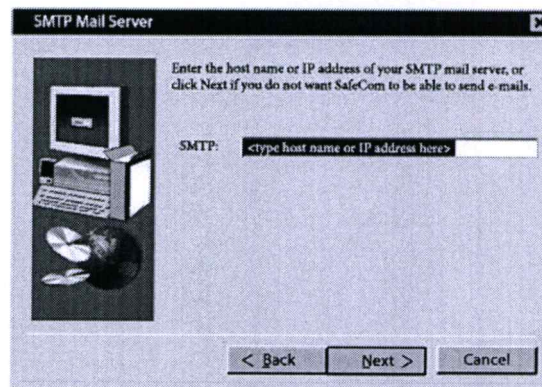 SMTP Mail Server
Enter the host name or IP address of your SMTP mail server, or
click Next if you do not want SafeCom to be able to send e-mails.
SMTP: <type host name or IP address here>
< Back Next > Cancel